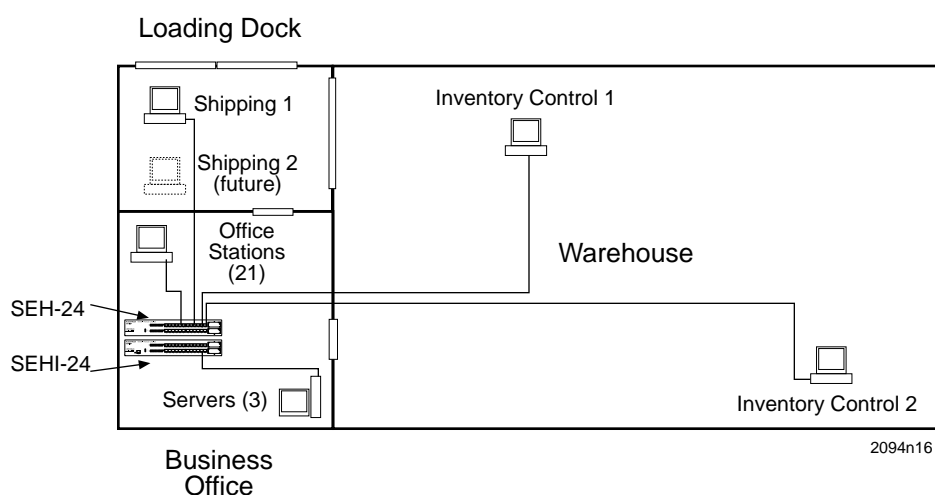 Loading Dock
Shipping 1
Inventory Control 1
Shipping 2
(future)
Office
Stations
(21)
Warehouse
SEH-24
SEHI-24
Servers (3)
Inventory Control 2
2094n16
Business
Office